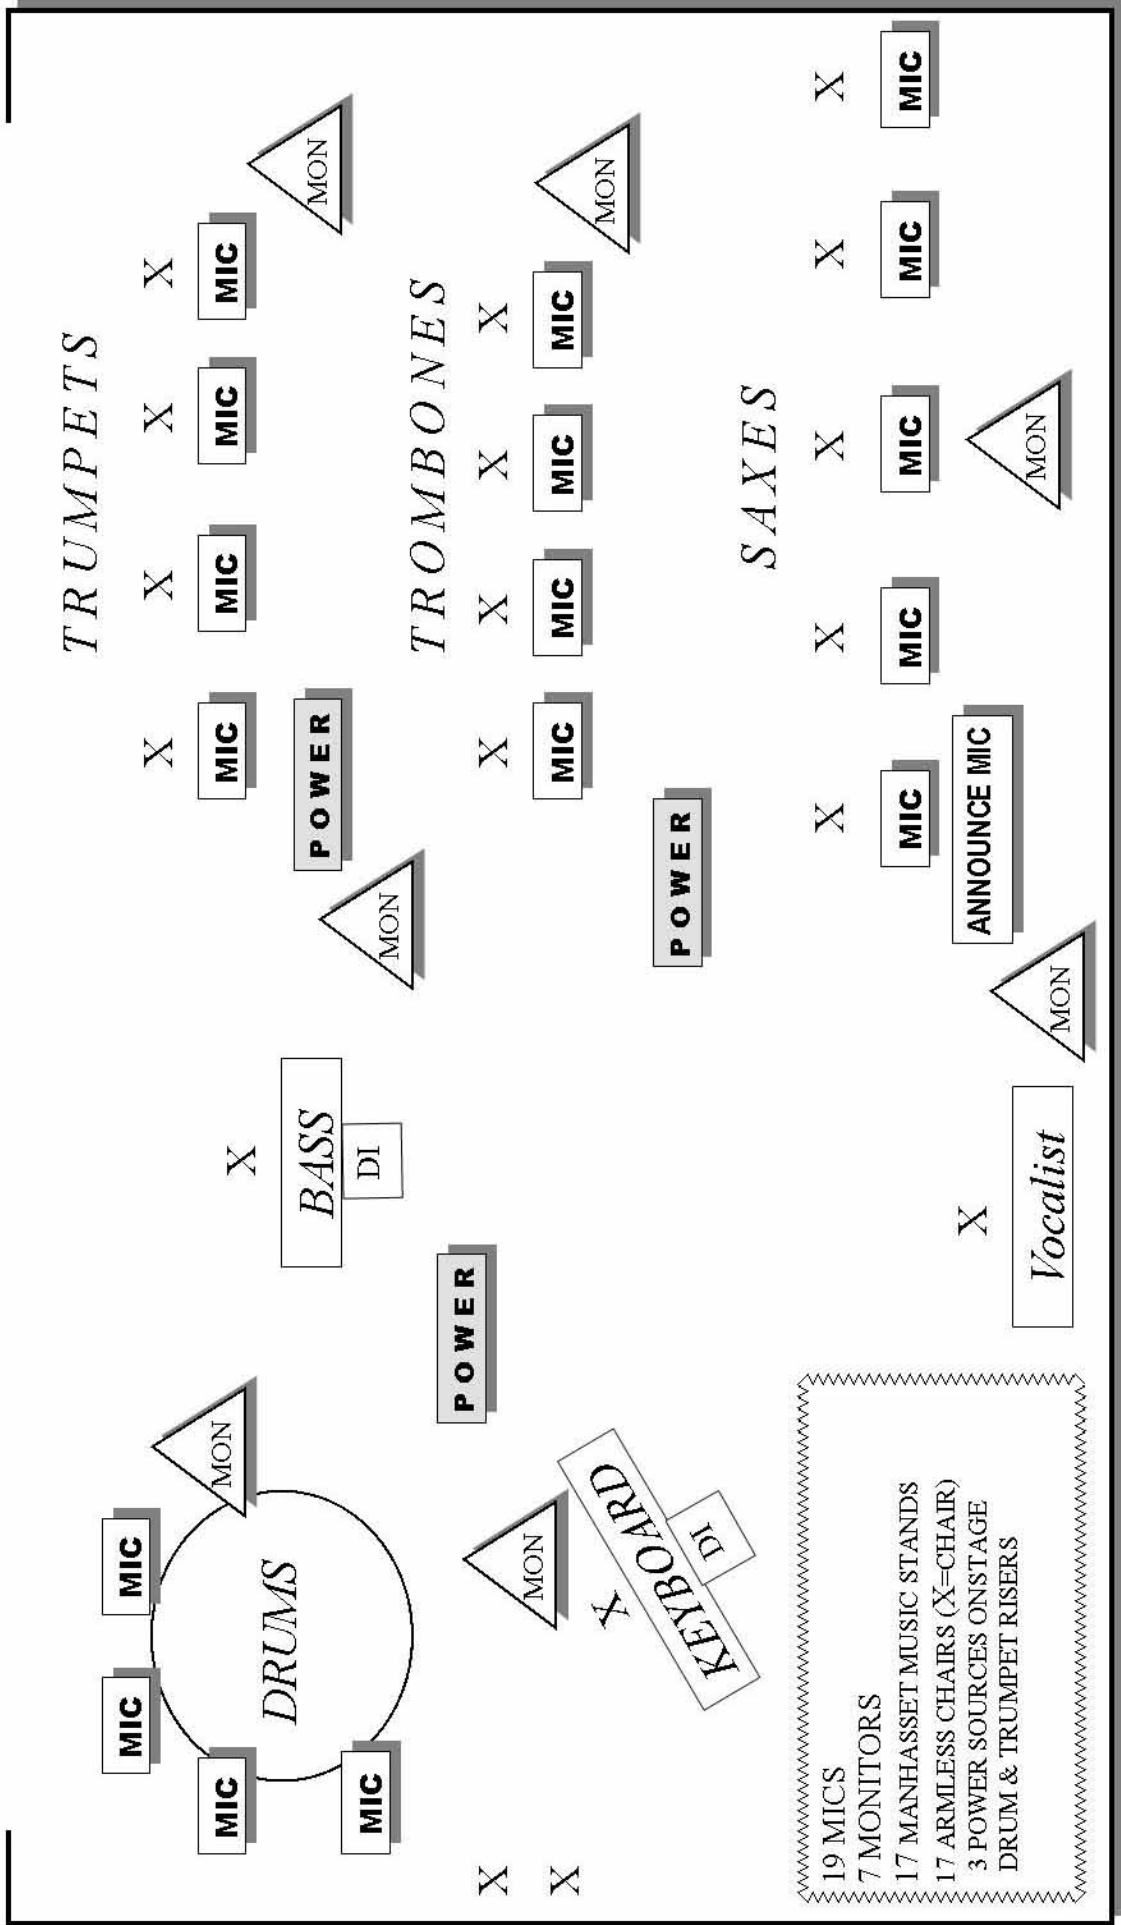 TRUMPETS
MIC
MIC
X
X
X
X
MIC
MON
MIC
MIC
MIC
MIC
X
DRUMS
BASS
POWER
MON
MIC
DI
MON
TROMBONES
POWER
X
X
X
X
X
MON
X
MIC
MIC
MIC
MIC
X
MON
KEYBOARD
DI
POWER
SAXES
X
X
X
X
X
MIC
MIC
MIC
MIC
MIC
X
ANNOUNCE MIC
MON
Vocalist
MON
19 MICS
7 MONITORS
17 MANHASSET MUSIC STANDS
17 ARMLESS CHAIRS (X=CHAIR)
3 POWER SOURCES ONSTAGE
DRUM & TRUMPET RISERS